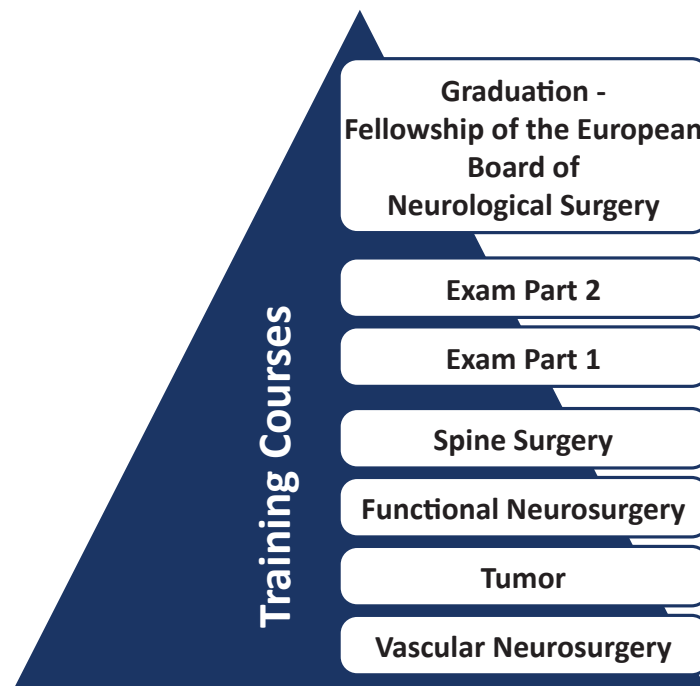 Graduation -
Fellowship of the European
Board of
Neurological Surgery
Exam Part 2
Exam Part 1
Spine Surgery
Functional Neurosurgery
Tumor
Vascular Neurosurgery
Training Courses